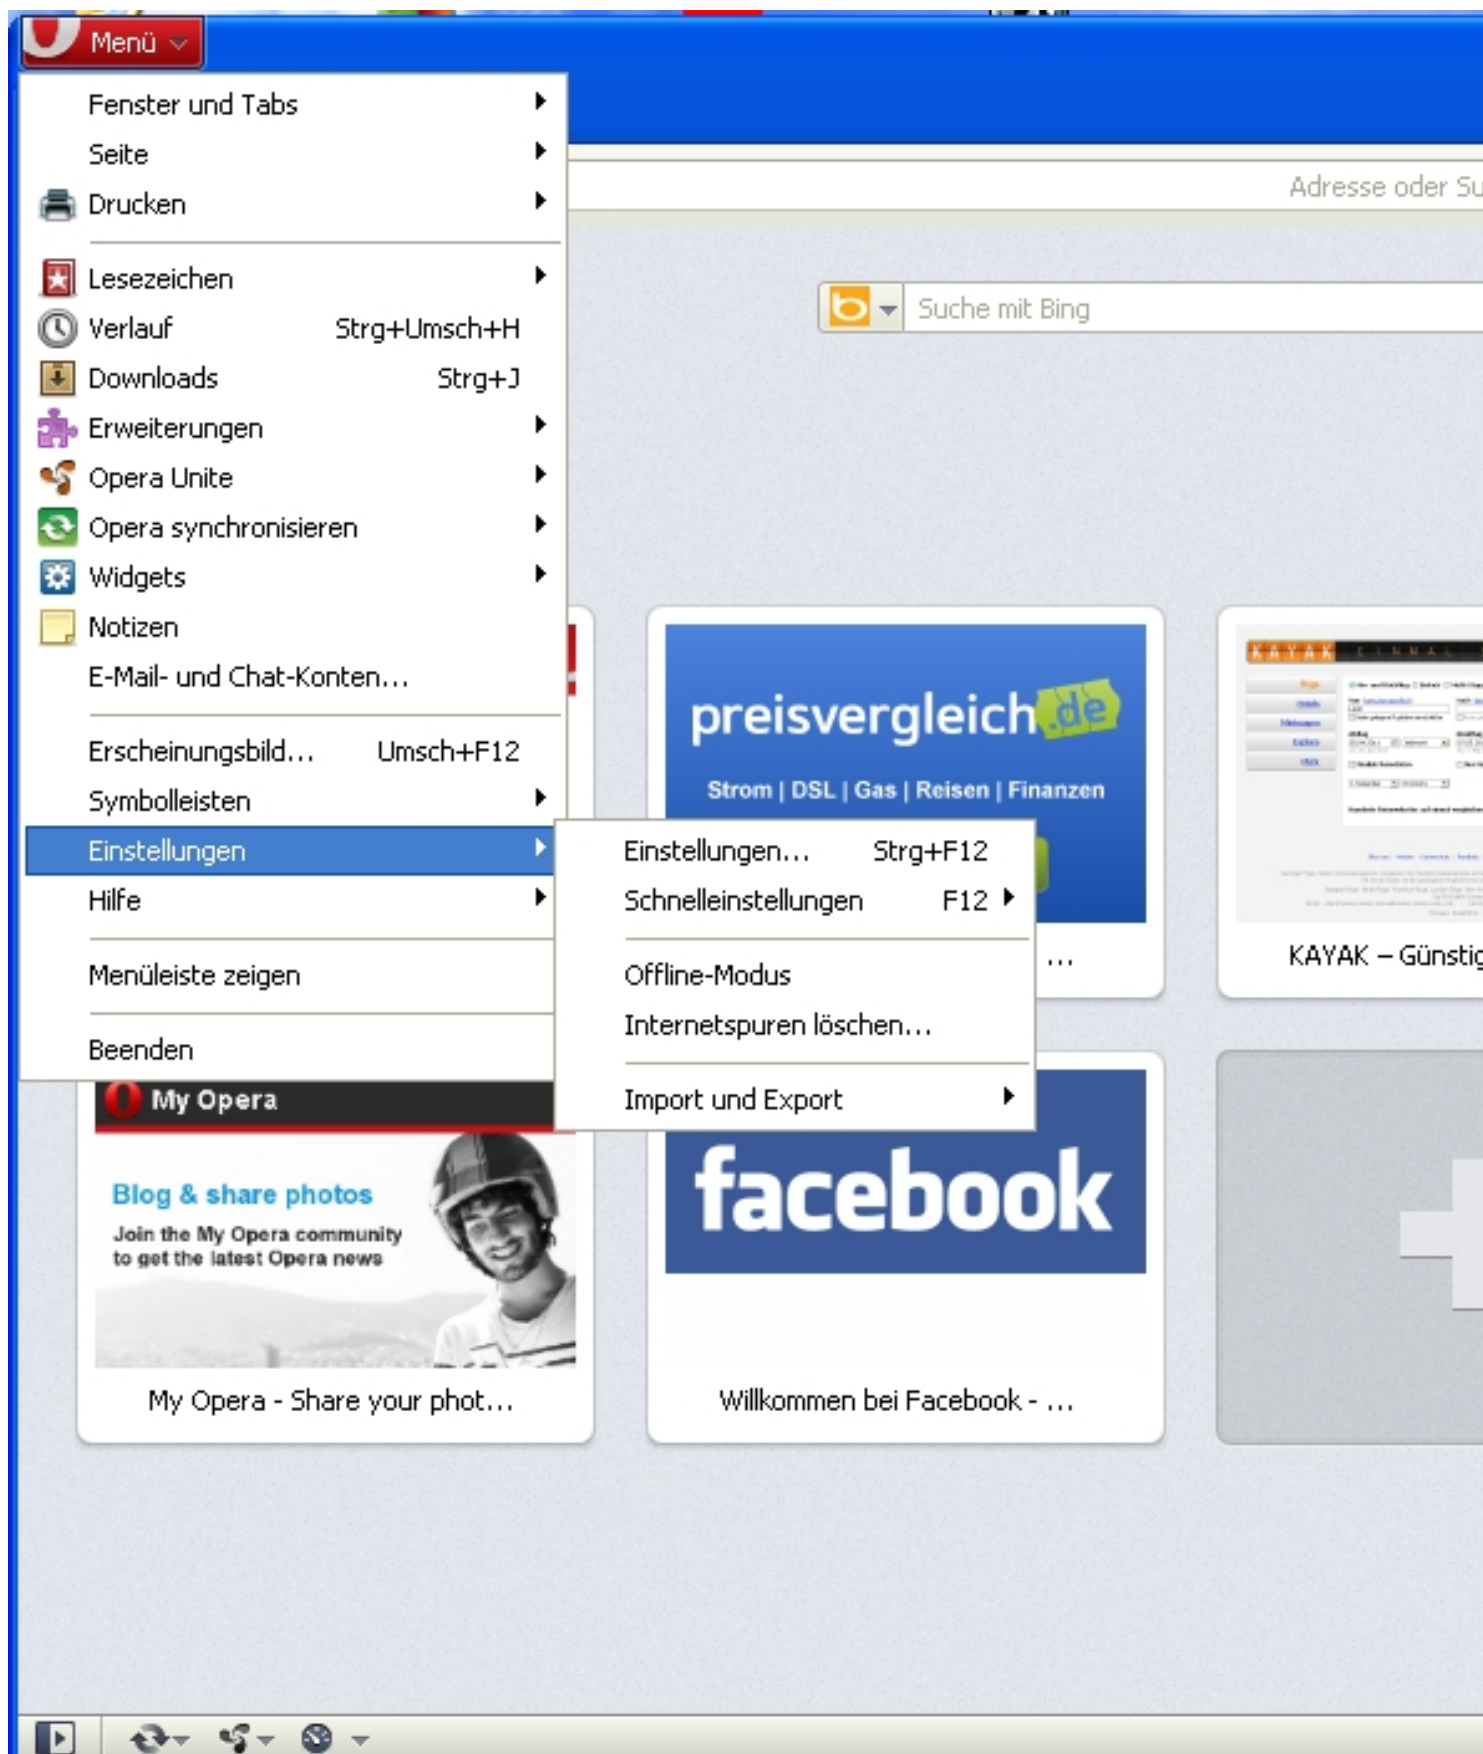 Menü
Fenster und Tabs
Seite
Drucken
Lesezeichen
Verlauf Strg+Umsch+H
Downloads Strg+J
Erweiterungen
Opera Unite
Opera synchronisieren
Widgets
Notizen
E-Mail- und Chat-Konten...
Erscheinungsbild... Umsch+F12
Symbolleisten
Einstellungen
Hilfe
Menüleiste zeigen
Beenden
Einstellungen... Strg+F12
Schnelleinstellungen F12
Offline-Modus
Internetspuren löschen...
Import und Export
Adresse oder Su
Suche mit Bing
preisvergleich.de
Strom | DSL | Gas | Reisen | Finanzen
...
KAYAK
KAYAK – Günstig
My Opera
Blog & share photos
Join the My Opera community
to get the latest Opera news
My Opera - Share your phot...
facebook
Willkommen bei Facebook - ...